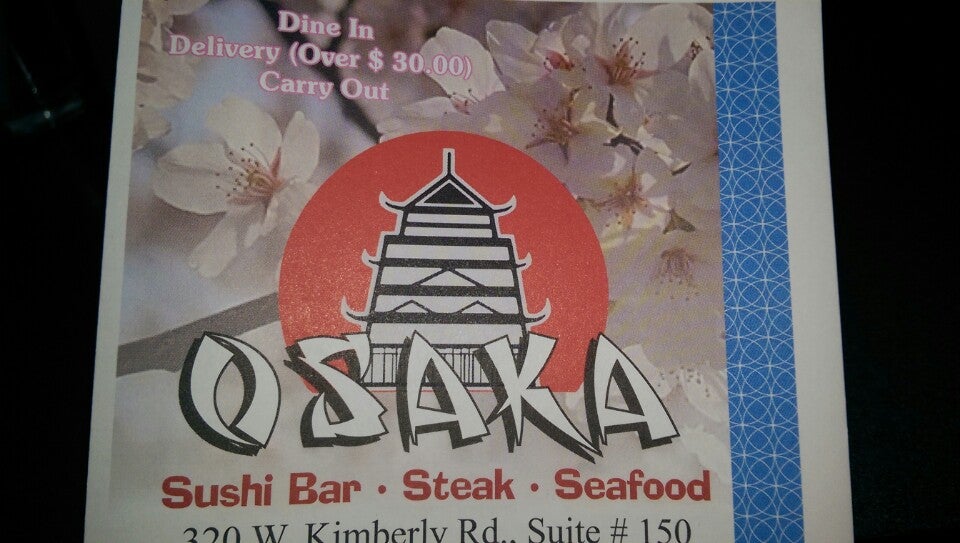 Dine In
Delivery (Over $ 30.00)
Carry Out
OSAKA
Sushi Bar · Steak · Seafood
320 W. Kimberly Rd., Suite # 150